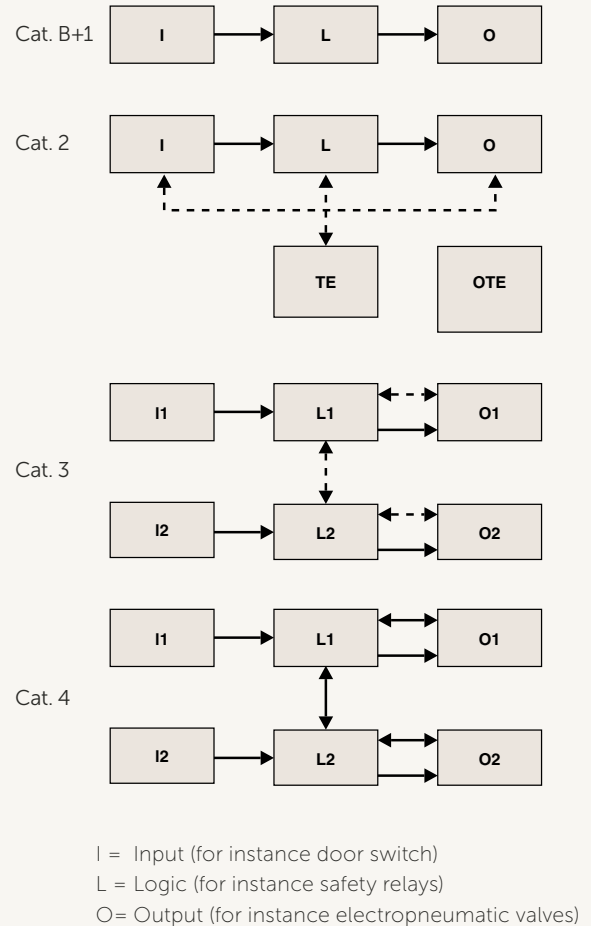 Cat. B+1 I L O
Cat. 2 I L O
TE OTE
I1 L1 O1
Cat. 3
I2 L2 O2
I1 L1 O1
Cat. 4
I2 L2 O2
I = Input (for instance door switch)
L = Logic (for instance safety relays)
O= Output (for instance electropneumatic valves)